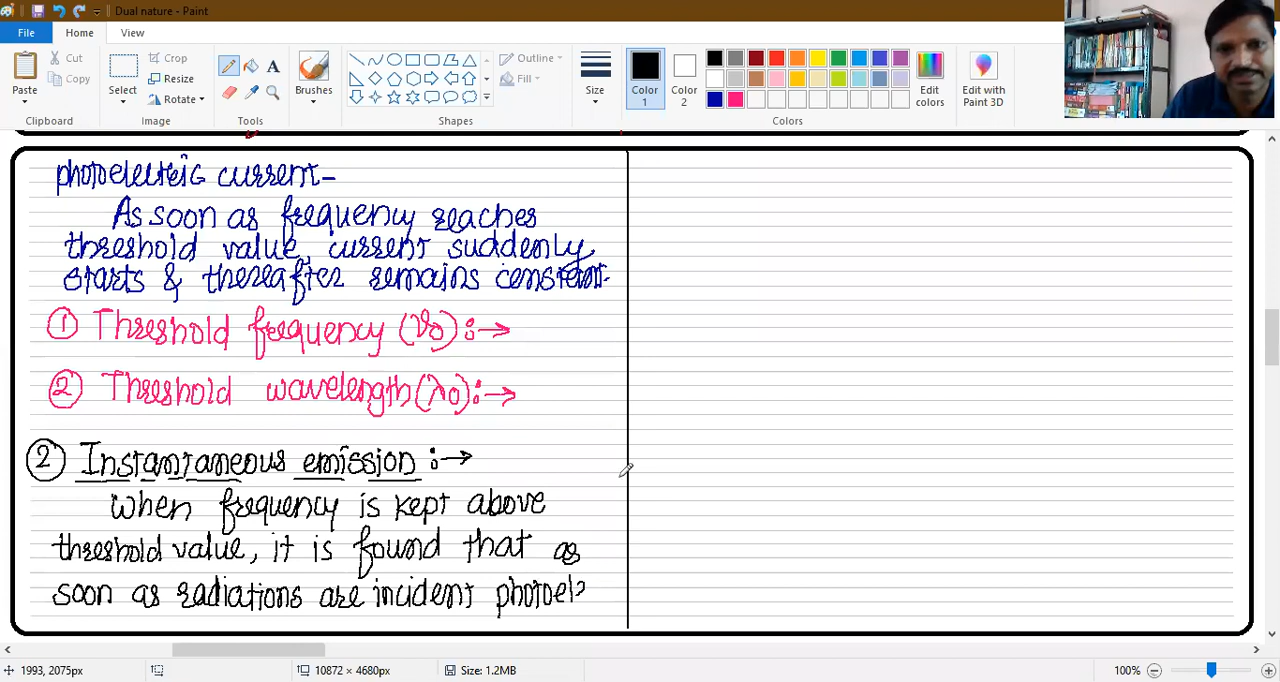 Dual nature - Paint
File
Home
View
Paste
Cut
Copy
Clipboard
Select
Crop
Resize
Rotate
Image
A
Tools
Brushes
Shapes
Outline
Fill
Size
Color 1
Color 2
Edit colors
Colors
Edit with Paint 3D
photoelectric current-
As soon as frequency reaches
threshold value, current suddenly
starts & thereafter remains constant.
① Threshold frequency (ν0) :→
② Threshold wavelength (λ0) :→
② Instantaneous emission :→
When frequency is kept above
threshold value, it is found that as
soon as radiations are incident photoel
1993, 2075px
10872 × 4680px
Size: 1.2MB
100%